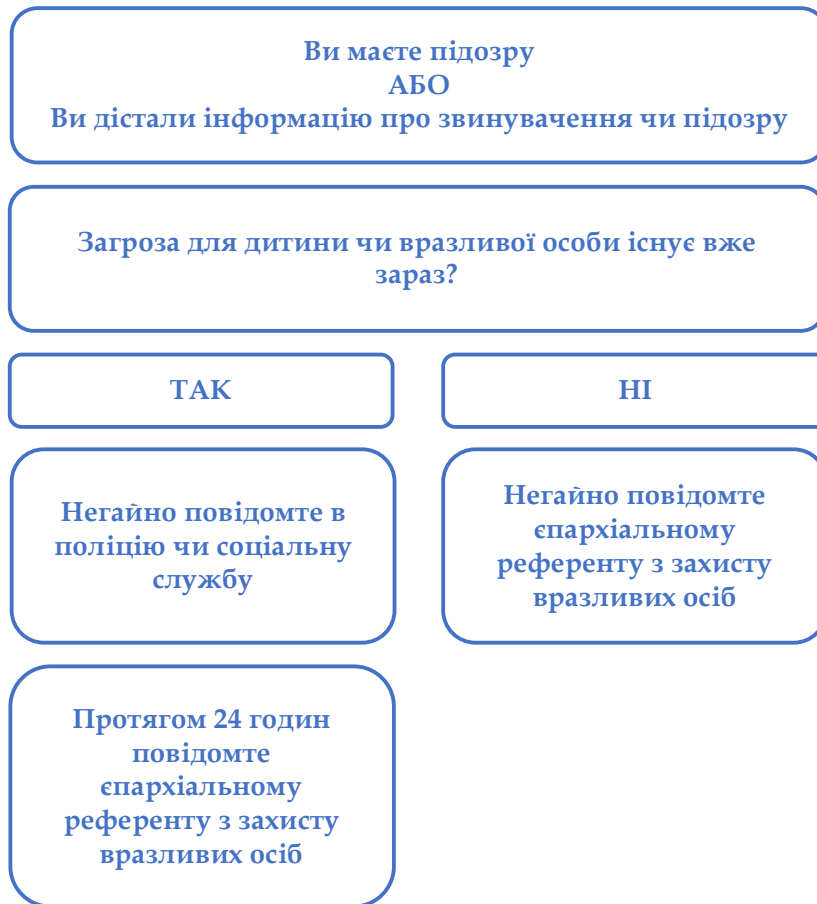 Ви маєте підозру
АБО
Ви дістали інформацію про звинувачення чи підозру
Загроза для дитини чи вразливої особи існує вже
зараз?
ТАК
НІ
Негайно повідомте в
поліцію чи соціальну
службу
Негайно повідомте
єпархіальному
референту з захисту
вразливих осіб
Протягом 24 годин
повідомте
єпархіальному
референту з захисту
вразливих осіб